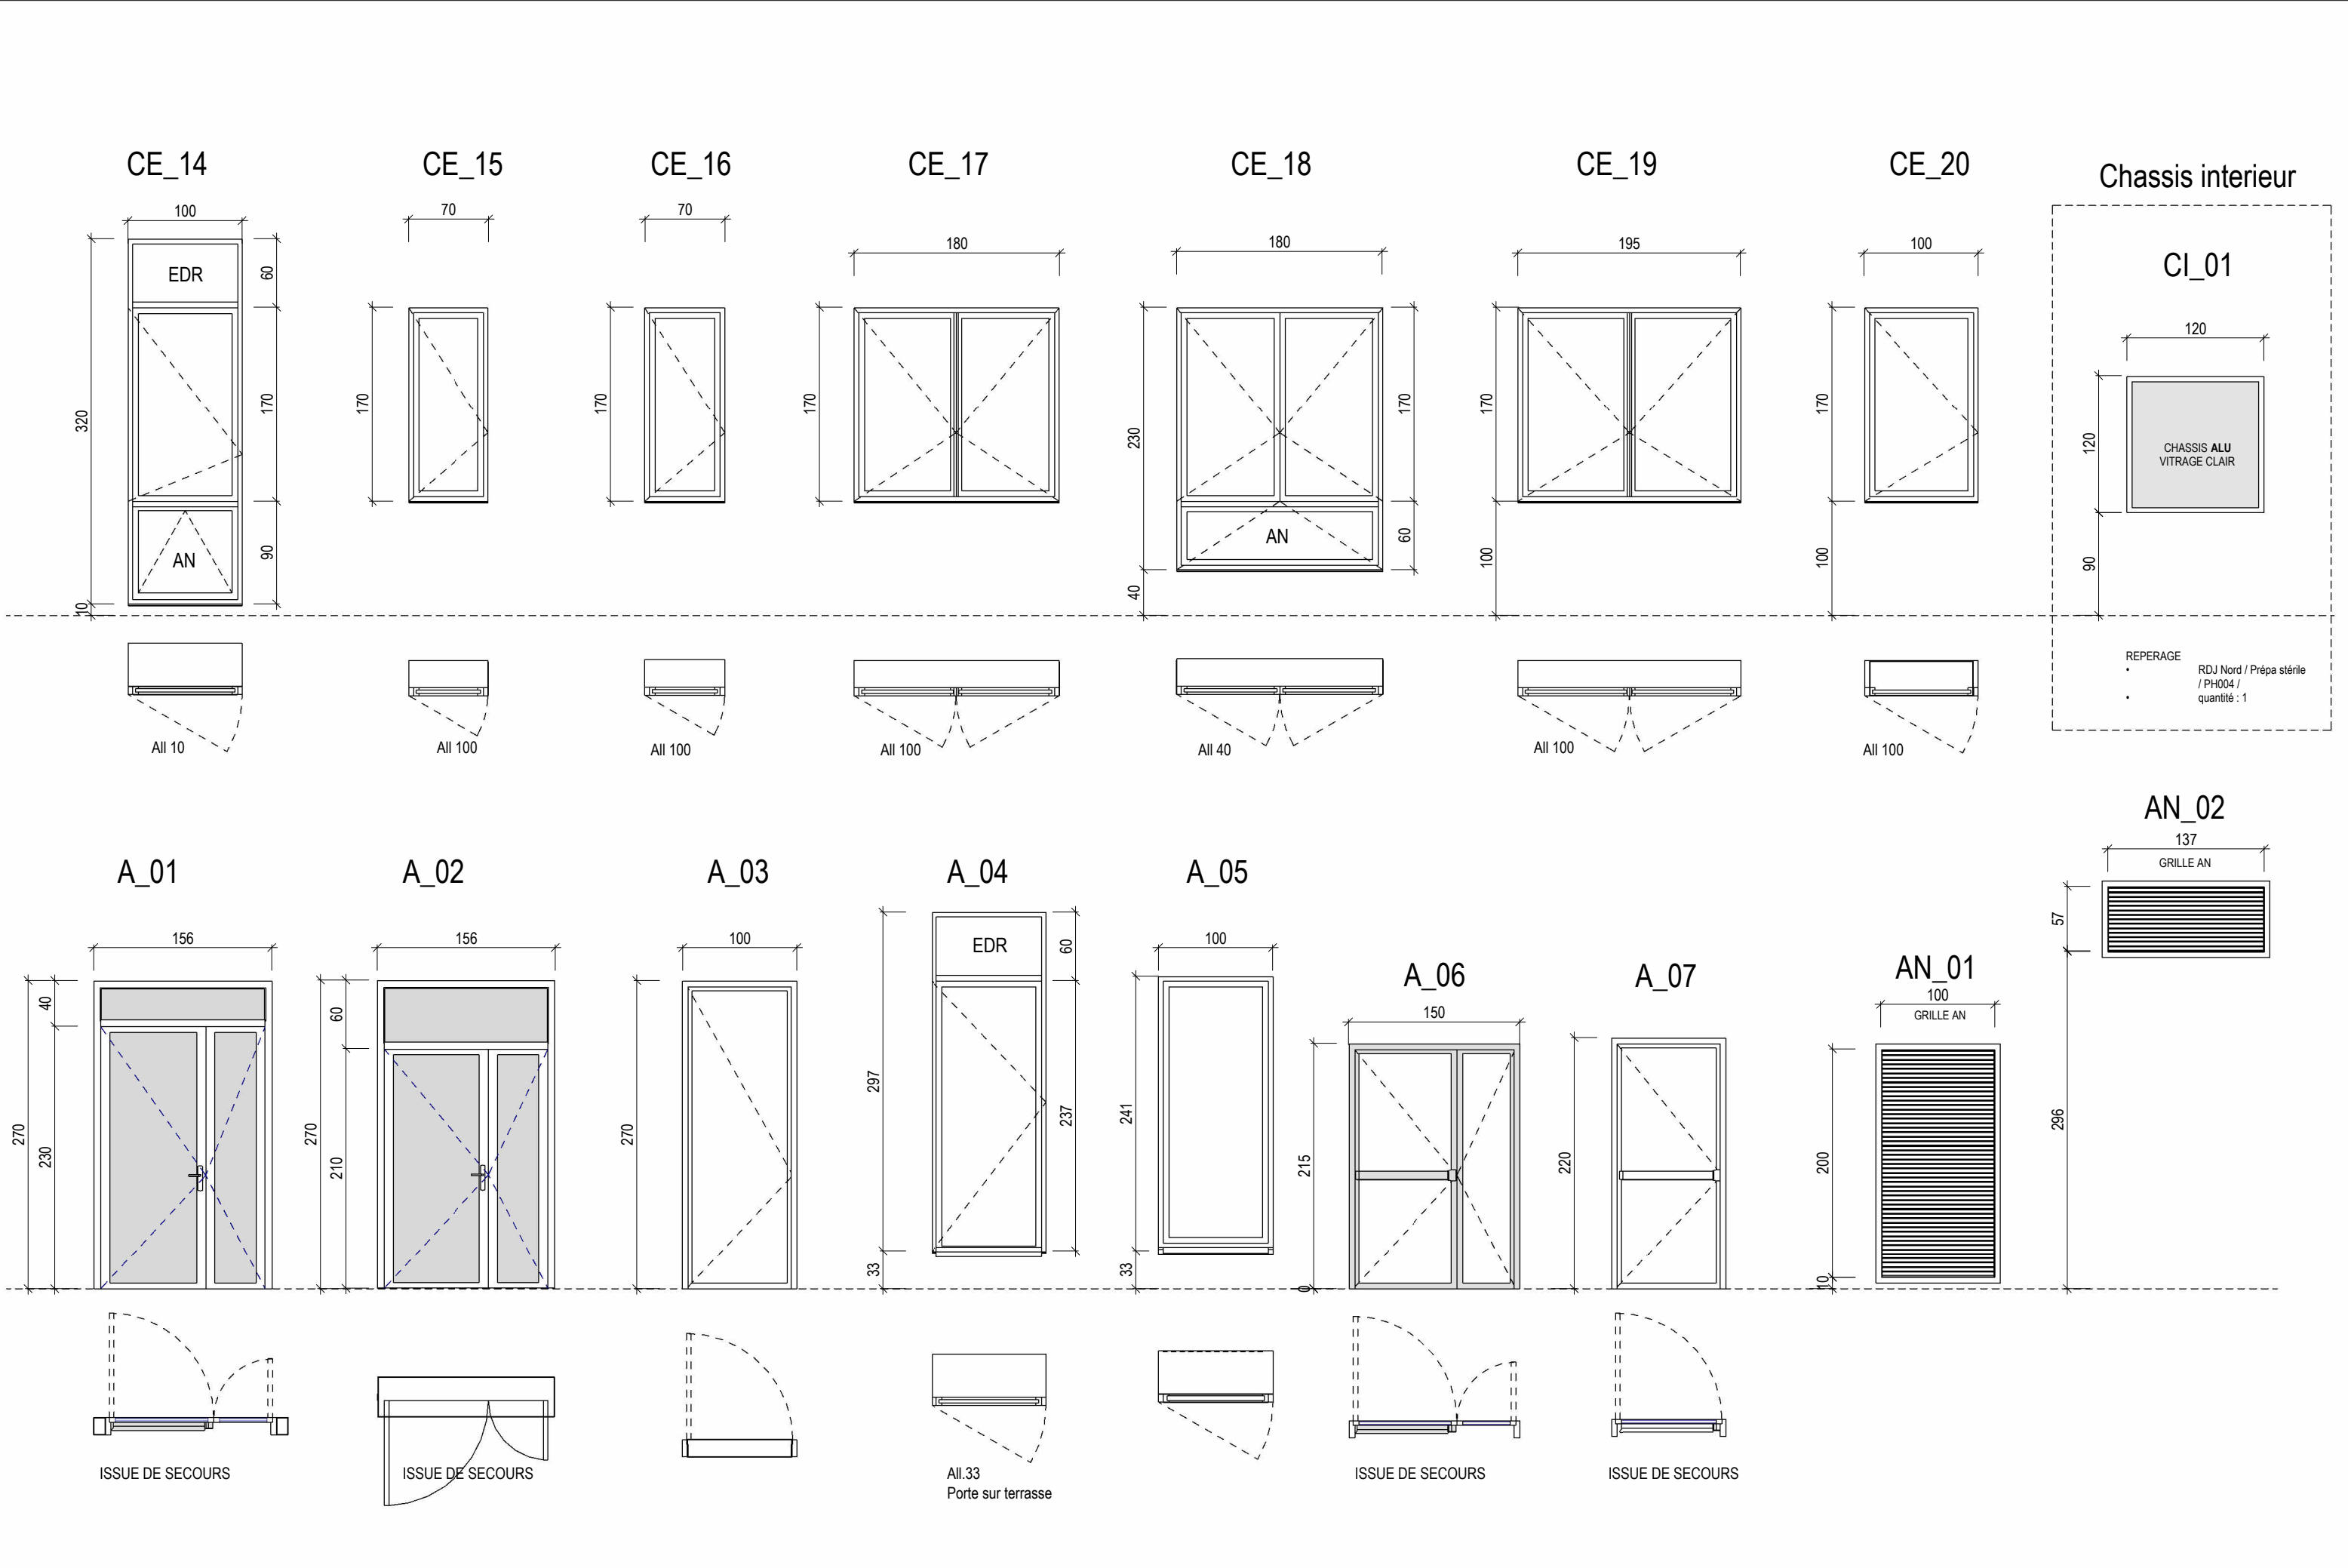 CE_14
CE_15
CE_16
CE_17
CE_18
CE_19
CE_20
Chassis interieur
CI_01
100
70
70
180
180
195
100
120
EDR
AN
320
10
60
170
90
170
170
170
230
40
AN
170
60
170
100
170
100
120
90
CHASSIS ALU
VITRAGE CLAIR
All 10
All 100
All 100
All 100
All 40
All 100
All 100
REPERAGE
• RDJ Nord / Prépa stérile
/ PH004 /
• quantité : 1
A_01
A_02
A_03
A_04
A_05
A_06
A_07
AN_01
AN_02
156
156
100
100
150
100
GRILLE AN
137
GRILLE AN
270
40
230
270
60
210
270
EDR
297
33
60
237
241
33
215
0
220
200
10
57
296
ISSUE DE SECOURS
ISSUE DE SECOURS
All.33
Porte sur terrasse
ISSUE DE SECOURS
ISSUE DE SECOURS